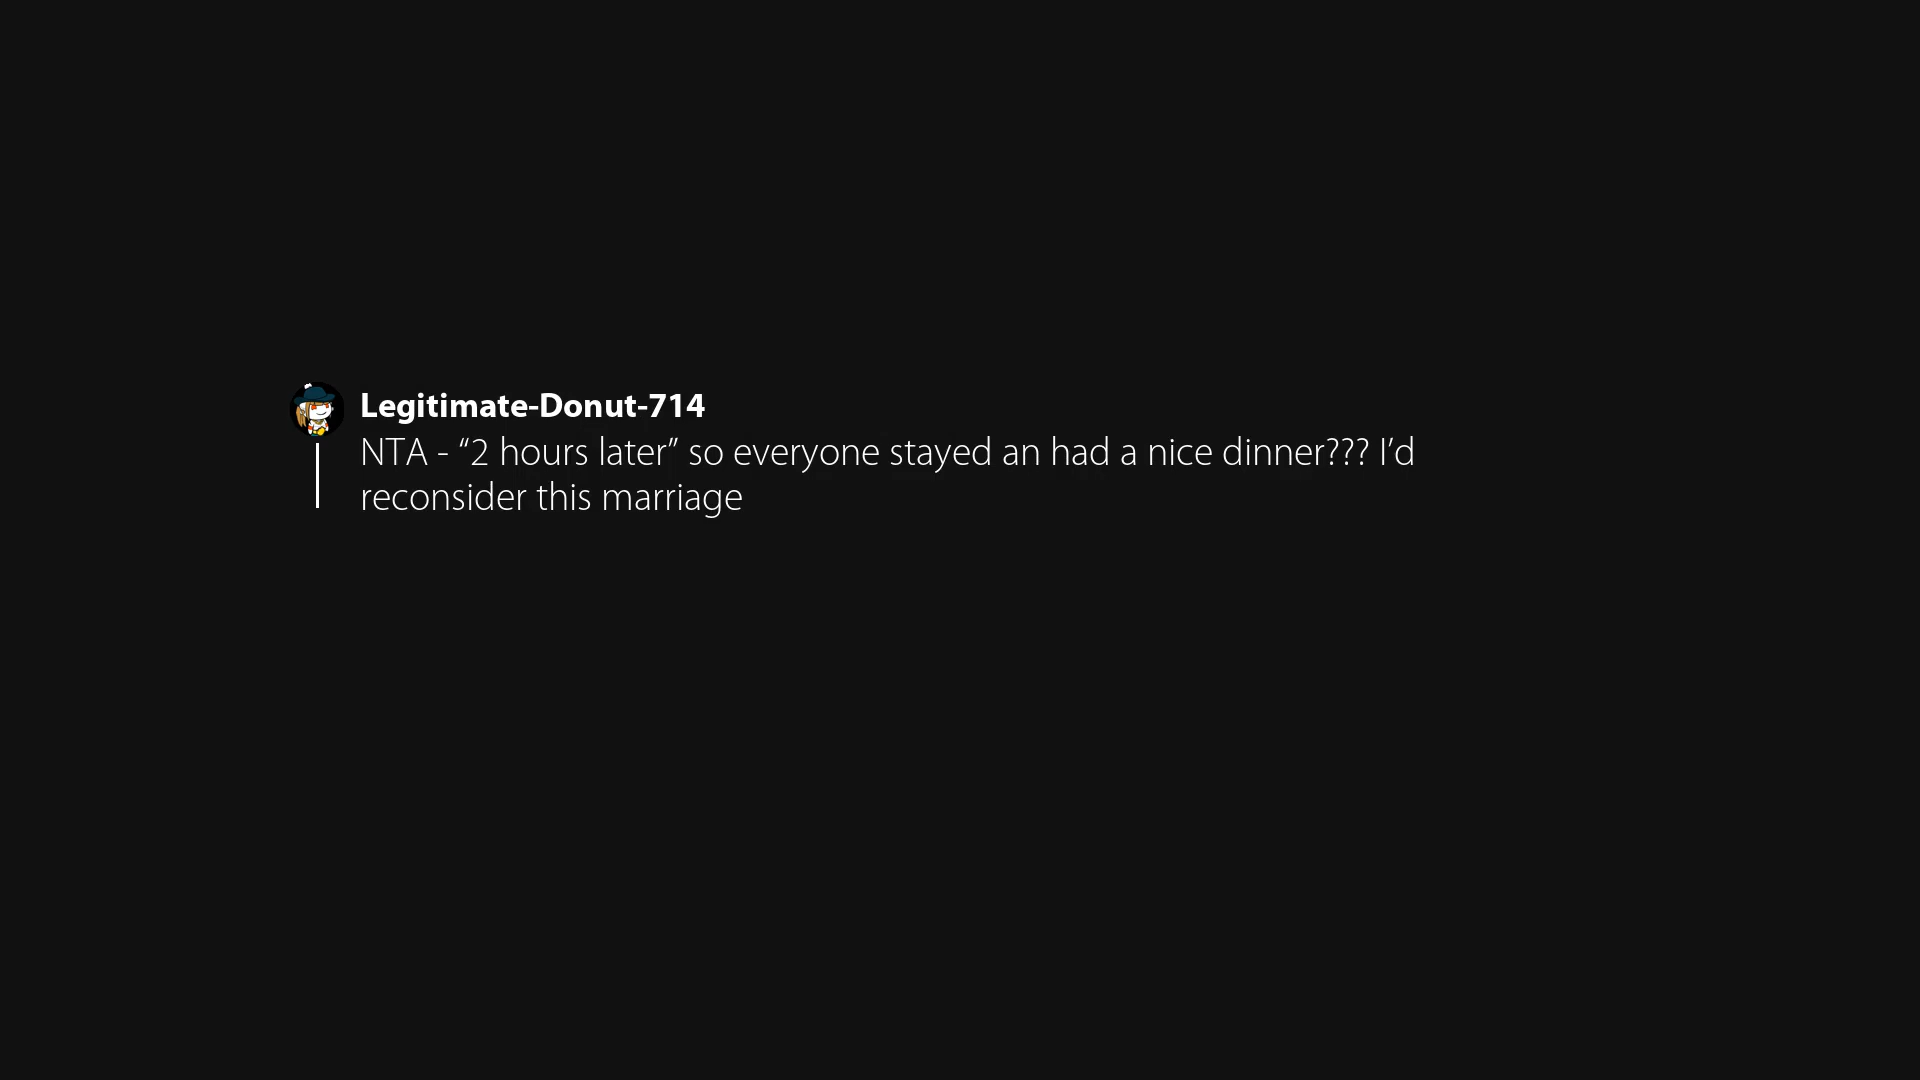 Legitimate-Donut-714
NTA - “2 hours later” so everyone stayed an had a nice dinner??? I’d
reconsider this marriage